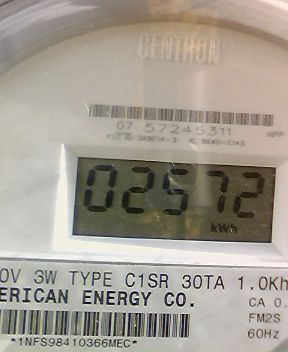 CENTRON®
07 57245311
02572
kWh
0V 3W TYPE C1SR 30TA 1.0Kh
ERICAN ENERGY CO.
CA 0.
FM2S
60Hz
*1NFS98410366MEC*